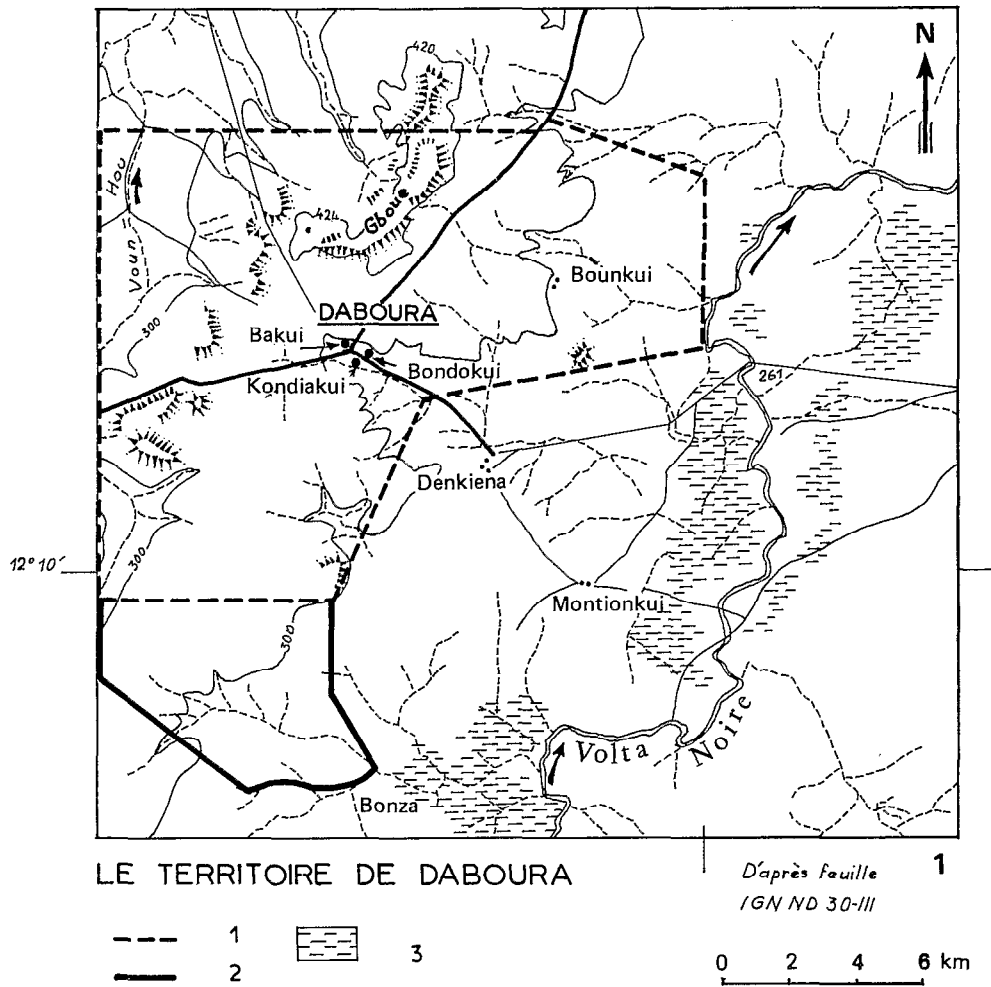 420
N
Hou
424
Gboue
Voun
Bounkui
300
DABOURA
Bakui
Bondokui
Kondiakui
261
Denkiena
300
12°10'
Montionkui
300
Volta Noire
Bonza
LE TERRITOIRE DE DABOURA
D'après feuille
1
IGN ND 30-III
1
3
2
0 2 4 6 km